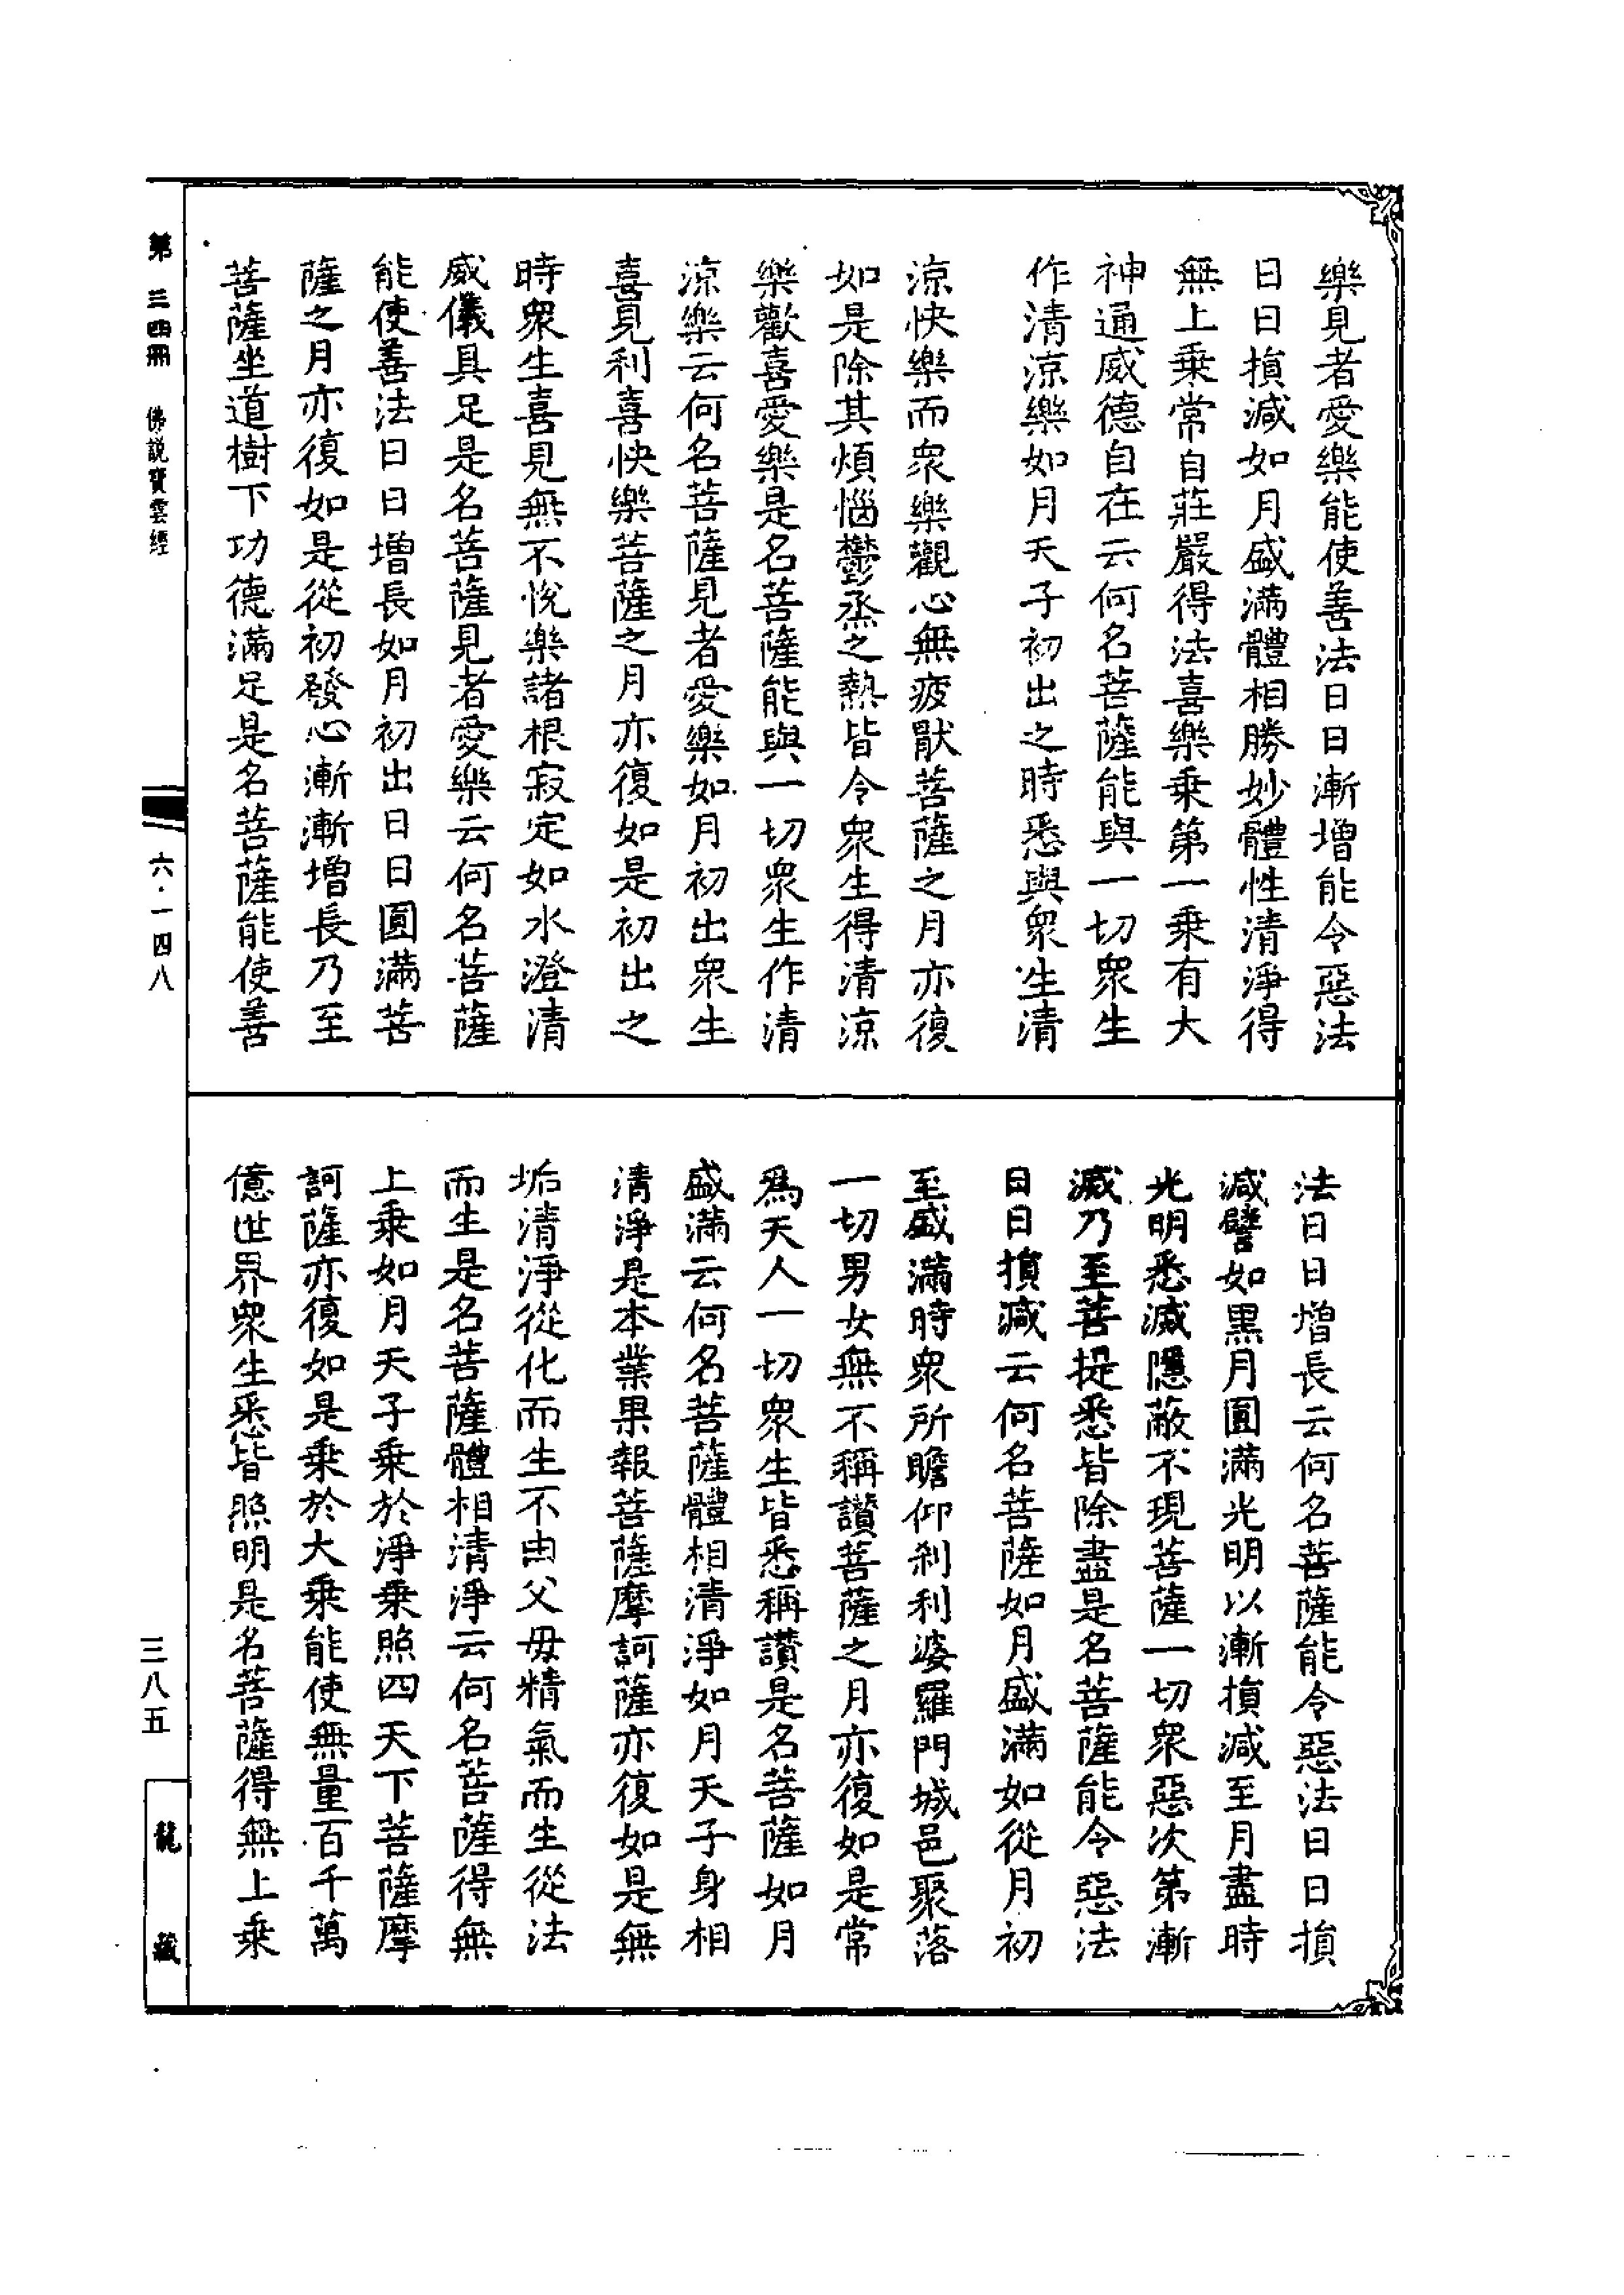 樂見者愛樂能使善法日日漸增能令惡法
日日損減如月盛滿體相勝妙體性清淨得
無上乘常自莊嚴得法喜樂乘第一乘有大
神通威德自在云何名菩薩能與一切眾生
作清涼樂如月天子初出之時悉與眾生清
涼快樂而眾樂觀心無疲猒菩薩之月亦復
如是除其煩惱鬱烝之熱皆令眾生得清涼
樂歡喜愛樂是名菩薩能與一切眾生作清
涼樂云何名菩薩見者愛樂如月初出眾生
喜見利喜快樂菩薩之月亦復如是初出之
時眾生喜見無不悅樂諸根寂定如水澄清
威儀具足是名菩薩見者愛樂云何名菩薩
能使善法日日增長如月初出日日圓滿菩
薩之月亦復如是從初發心漸漸增長乃至
菩薩坐道樹下功德滿足是名菩薩能使善
法日日增長云何名菩薩能令惡法日日損
減譬如黑月圓滿光明以漸損減至月盡時
光明悉滅隱蔽不現菩薩一切眾惡次第漸
滅乃至菩提悉皆除盡是名菩薩能令惡法
日日損減云何名菩薩如月盛滿如從月初
至盛滿時眾所瞻仰剎利婆羅門城邑聚落
一切男女無不稱讚菩薩之月亦復如是常
為天人一切眾生皆悉稱讚是名菩薩如月
盛滿云何名菩薩體相清淨如月天子身相
清淨是本業果報菩薩摩訶薩亦復如是無
垢清淨從化而生不由父母精氣而生從法
而生是名菩薩體相清淨云何名菩薩得無
上乘如月天子乘於淨乘照四天下菩薩摩
訶薩亦復如是乘於大乘能使無量百千萬
億世界眾生悉皆照明是名菩薩得無上乘
第三四冊 佛說寶雲經
六·一四八
三八五
龍藏